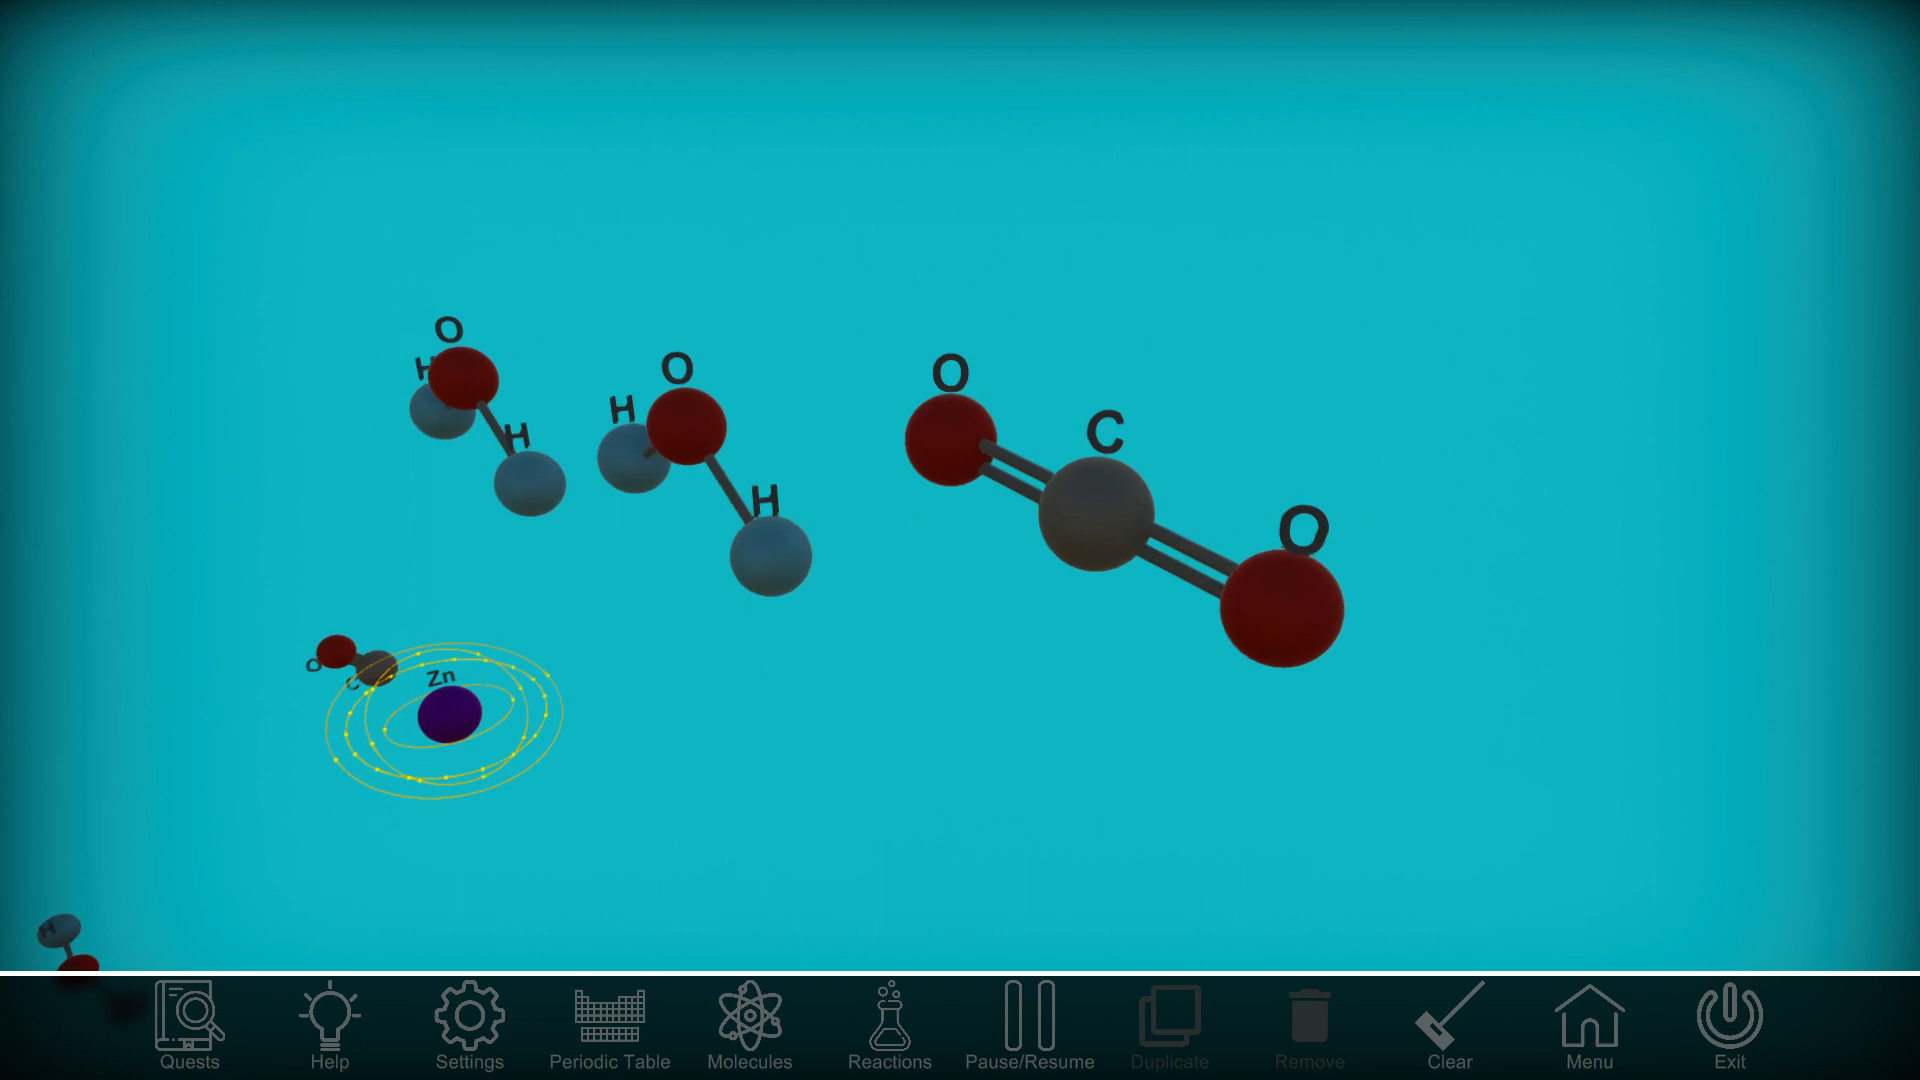 O
H
H
O
H
H
O
C
O
O
C
Zn
H
Quests
Help
Settings
Periodic Table
Molecules
Reactions
Pause/Resume
Duplicate
Remove
Clear
Menu
Exit